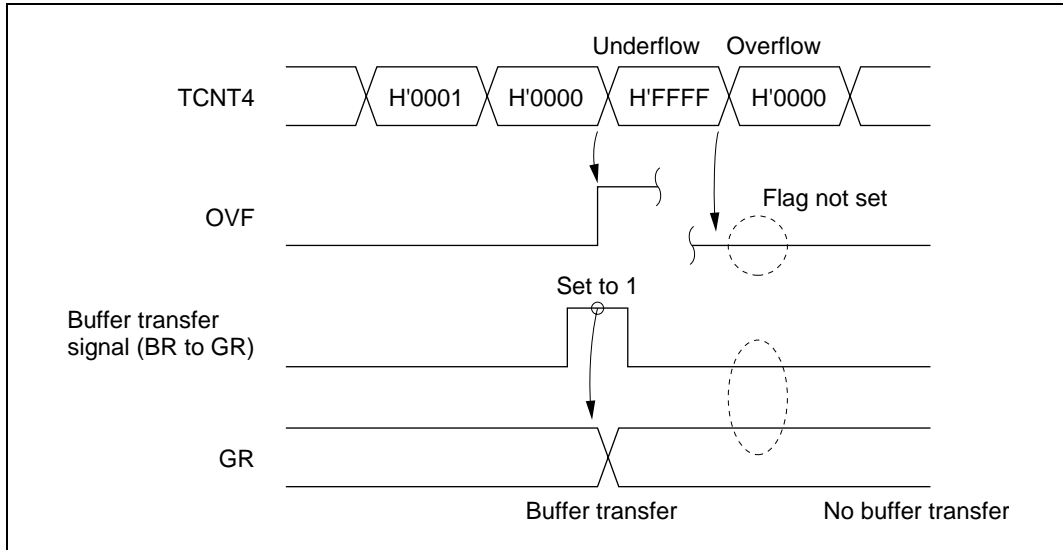 Underflow Overflow
TCNT4 H'0001 H'0000 H'FFFF H'0000
OVF Flag not set
Set to 1
Buffer transfer
signal (BR to GR)
GR
Buffer transfer No buffer transfer